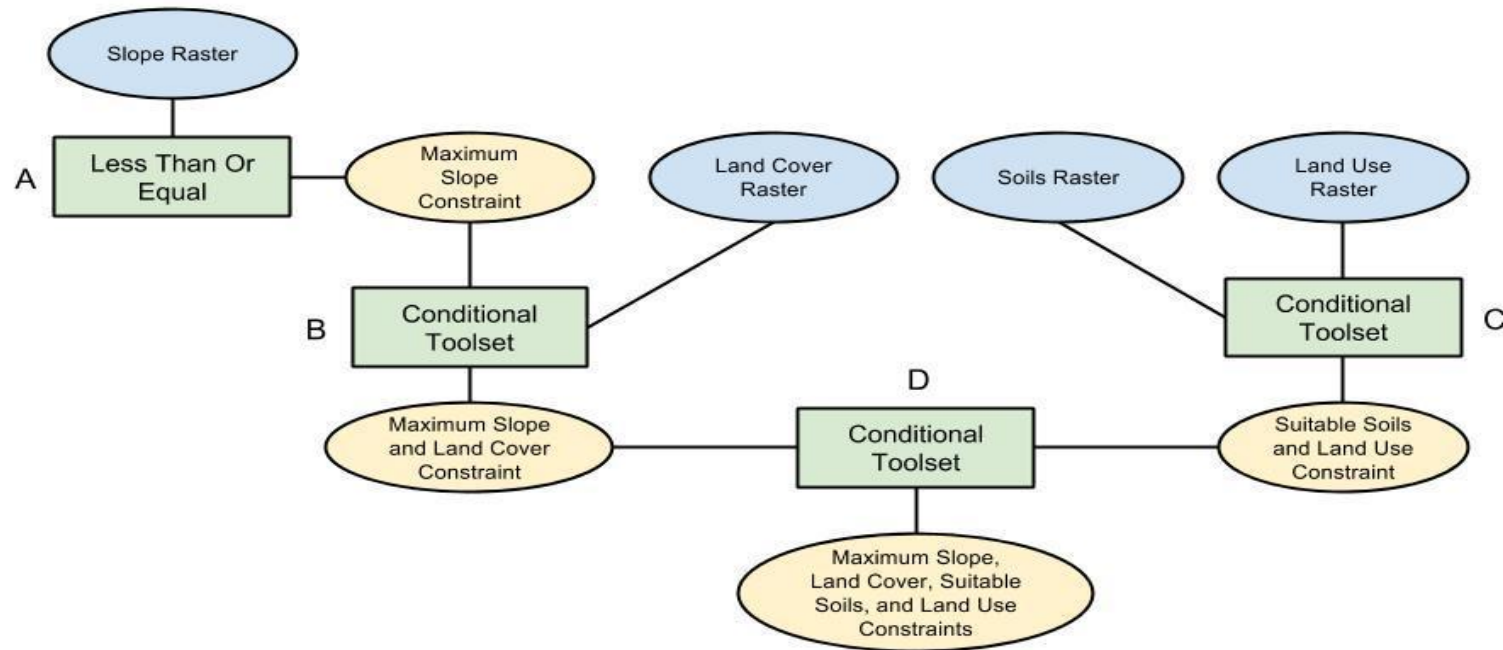 Slope Raster
A
Less Than Or
Equal
Maximum
Slope
Constraint
Land Cover
Raster
Soils Raster
Land Use
Raster
B
Conditional
Toolset
Conditional
Toolset
C
Maximum Slope
and Land Cover
Constraint
D
Conditional
Toolset
Suitable Soils
and Land Use
Constraint
Maximum Slope,
Land Cover, Suitable
Soils, and Land Use
Constraints